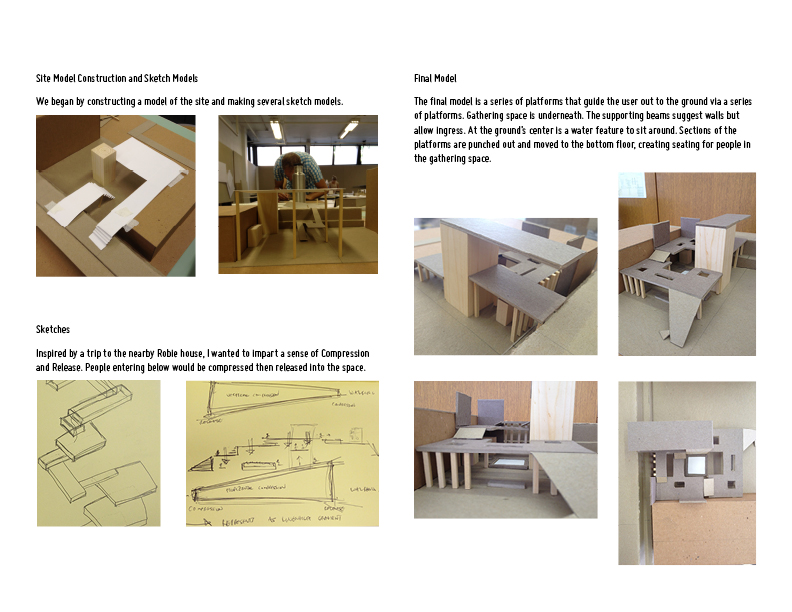 Site Model Construction and Sketch Models
We began by constructing a model of the site and making several sketch models.
Sketches
Inspired by a trip to the nearby Robie house, I wanted to impart a sense of Compression
and Release. People entering below would be compressed then released into the space.
COMPRESSION
Final Model
The final model is a series of platforms that guide the user out to the ground via a series
of platforms. Gathering space is underneath. The supporting beams suggest walls but
allow ingress. At the ground's center is a water feature to sit around. Sections of the
platforms are punched out and moved to the bottom floor, creating seating for people in
the gathering space.